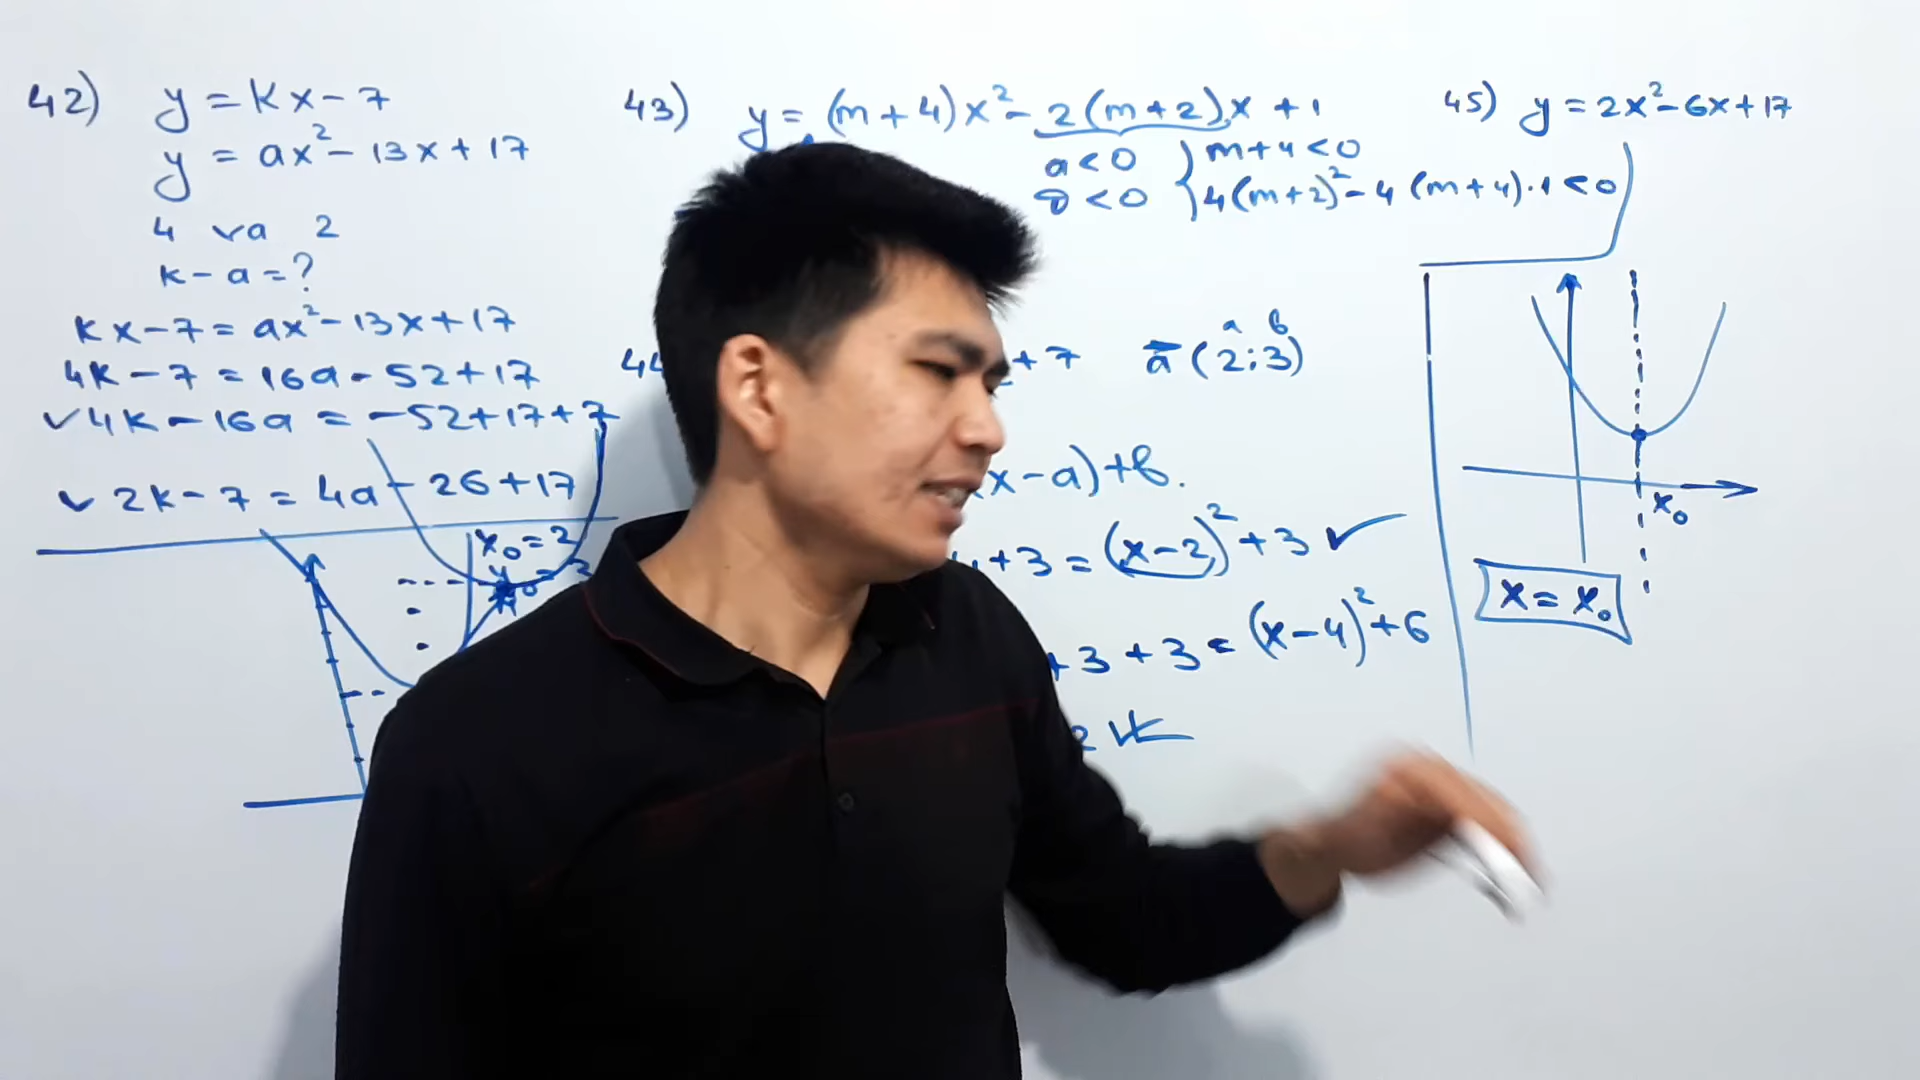 42) y = kx - 7
y = ax² - 13x + 17
4 va 2
k - a = ?
kx - 7 = ax² - 13x + 17
4k - 7 = 16a - 52 + 17
✓4k - 16a = -52 + 17 + 7
✓ 2k - 7 = 4a - 26 + 17
x₀ = 2
43) y = (m+4)x² - 2(m+2)x + 1
a < 0 } m+4 < 0
D < 0 { 4(m+2)² - 4(m+4)·1 < 0
+ 7 a⃗ (2;3)
a b
(x - a) + b.
+ 3 = (x-2)² + 3 ✓
+ 3 + 3 = (x-4)² + 6
2
45) y = 2x² - 6x + 17
x₀
x = x₀